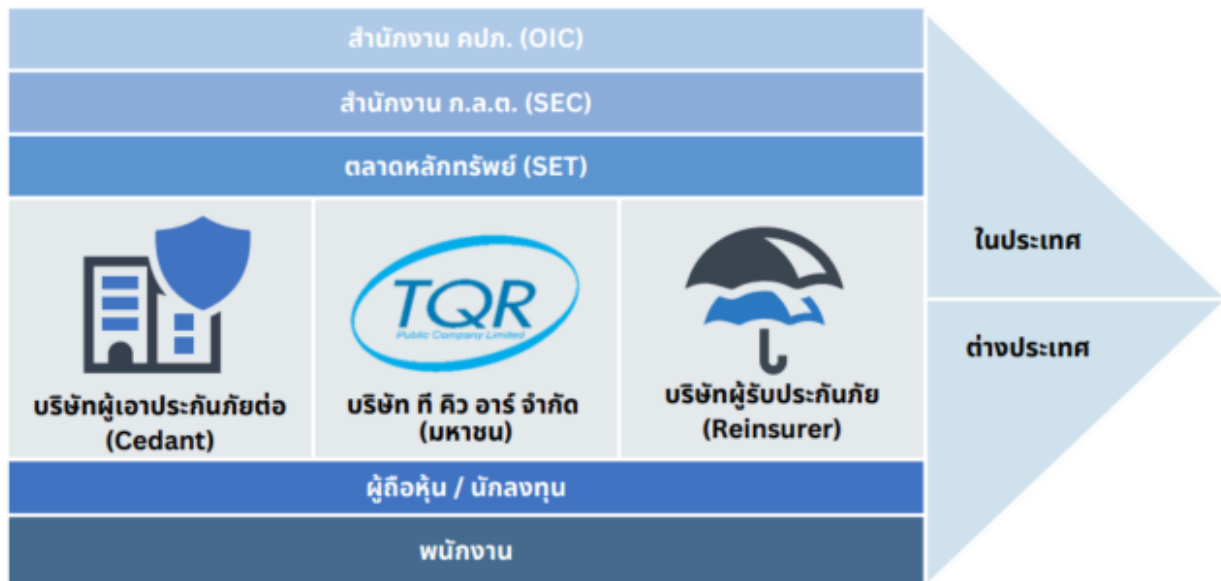 สำนักงาน คปภ. (OIC)
สำนักงาน ก.ล.ต. (SEC)
ตลาดหลักทรัพย์ (SET)
TQR
Public Company Limited
บริษัทผู้เอาประกันภัยต่อ
(Cedant)
บริษัท ที คิว อาร์ จำกัด
(มหาชน)
บริษัทผู้รับประกันภัย
(Reinsurer)
ในประเทศ
ต่างประเทศ
ผู้ถือหุ้น / นักลงทุน
พนักงาน